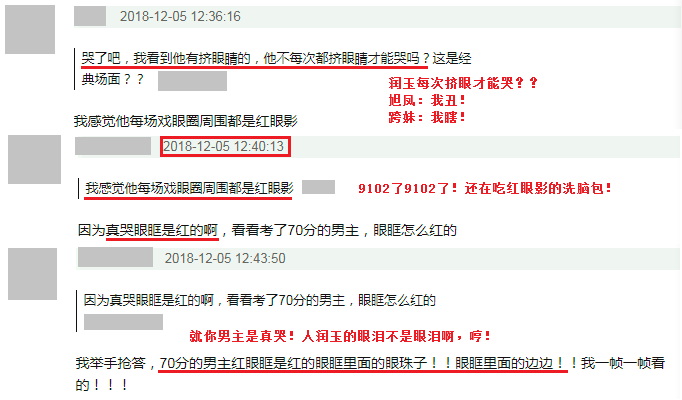 2018-12-05 12:36:16
哭了吧，我看到他有挤眼睛的，他不每次都挤眼睛才能哭吗？这是经
典场面？？
润玉每次挤眼才能哭？？
旭凤：我丑！
跨妹：我瞎！
我感觉他每场戏眼圈周围都是红眼影
2018-12-05 12:40:13
我感觉他每场戏眼圈周围都是红眼影
9102了9102了！还在吃红眼影的洗脑包！
因为真哭眼眶是红的啊，看看考了70分的男主，眼眶怎么红的
2018-12-05 12:43:50
因为真哭眼眶是红的啊，看看考了70分的男主，眼眶怎么红的
就你男主是真哭！人润玉的眼泪不是眼泪啊，哼！
我举手抢答，70分的男主红眼眶是红的眼眶里面的眼珠子！！眼眶里面的边边！！我一帧一帧看
的！！！